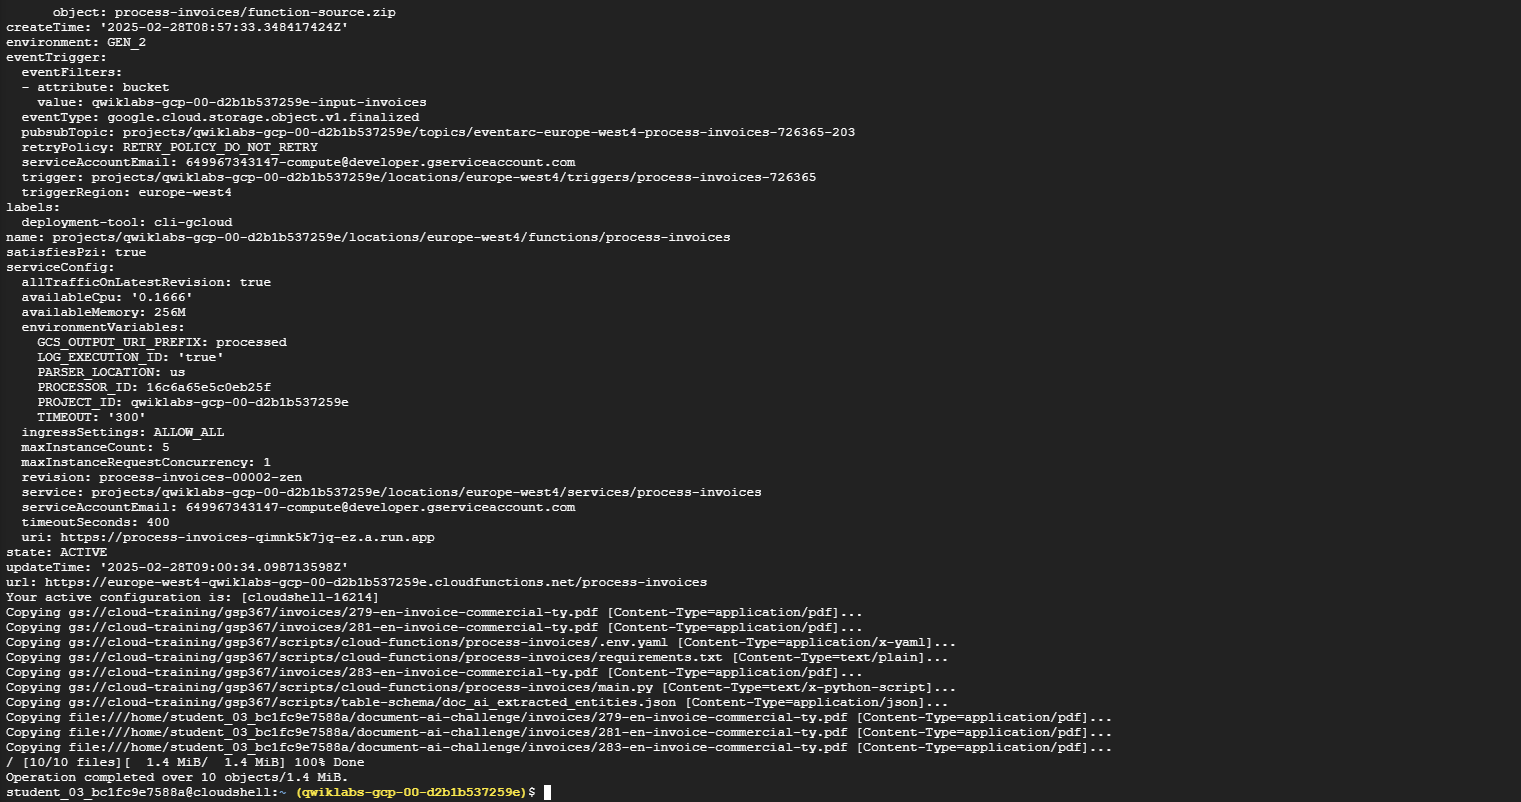 object: process-invoices/function-source.zip
createTime: '2025-02-28T08:57:33.348417424Z'
environment: GEN_2
eventTrigger:
eventFilters:
- attribute: bucket
value: qwiklabs-gcp-00-d2b1b537259e-input-invoices
eventType: google.cloud.storage.object.v1.finalized
pubsubTopic: projects/qwiklabs-gcp-00-d2b1b537259e/topics/eventarc-europe-west4-process-invoices-726365-203
retryPolicy: RETRY_POLICY_DO_NOT_RETRY
serviceAccountEmail: 649967343147-compute@developer.gserviceaccount.com
trigger: projects/qwiklabs-gcp-00-d2b1b537259e/locations/europe-west4/triggers/process-invoices-726365
triggerRegion: europe-west4
labels:
deployment-tool: cli-gcloud
name: projects/qwiklabs-gcp-00-d2b1b537259e/locations/europe-west4/functions/process-invoices
satisfiesPzi: true
serviceConfig:
allTrafficOnLatestRevision: true
availableCpu: '0.1666'
availableMemory: 256M
environmentVariables:
GCS_OUTPUT_URI_PREFIX: processed
LOG_EXECUTION_ID: 'true'
PARSER_LOCATION: us
PROCESSOR_ID: 16c6a65e5c0eb25f
PROJECT_ID: qwiklabs-gcp-00-d2b1b537259e
TIMEOUT: '300'
ingressSettings: ALLOW_ALL
maxInstanceCount: 5
maxInstanceRequestConcurrency: 1
revision: process-invoices-00002-zen
service: projects/qwiklabs-gcp-00-d2b1b537259e/locations/europe-west4/services/process-invoices
serviceAccountEmail: 649967343147-compute@developer.gserviceaccount.com
timeoutSeconds: 400
uri: https://process-invoices-qimnk5k7jq-ez.a.run.app
state: ACTIVE
updateTime: '2025-02-28T09:00:34.098713598Z'
url: https://europe-west4-qwiklabs-gcp-00-d2b1b537259e.cloudfunctions.net/process-invoices
Your active configuration is: [cloudshell-16214]
Copying gs://cloud-training/gsp367/invoices/279-en-invoice-commercial-ty.pdf [Content-Type=application/pdf]...
Copying gs://cloud-training/gsp367/invoices/281-en-invoice-commercial-ty.pdf [Content-Type=application/pdf]...
Copying gs://cloud-training/gsp367/scripts/cloud-functions/process-invoices/.env.yaml [Content-Type=application/x-yaml]...
Copying gs://cloud-training/gsp367/scripts/cloud-functions/process-invoices/requirements.txt [Content-Type=text/plain]...
Copying gs://cloud-training/gsp367/invoices/283-en-invoice-commercial-ty.pdf [Content-Type=application/pdf]...
Copying gs://cloud-training/gsp367/scripts/cloud-functions/process-invoices/main.py [Content-Type=text/x-python-script]...
Copying gs://cloud-training/gsp367/scripts/table-schema/doc_ai_extracted_entities.json [Content-Type=application/json]...
Copying file:///home/student_03_bc1fc9e7588a/document-ai-challenge/invoices/279-en-invoice-commercial-ty.pdf [Content-Type=application/pdf]...
Copying file:///home/student_03_bc1fc9e7588a/document-ai-challenge/invoices/281-en-invoice-commercial-ty.pdf [Content-Type=application/pdf]...
Copying file:///home/student_03_bc1fc9e7588a/document-ai-challenge/invoices/283-en-invoice-commercial-ty.pdf [Content-Type=application/pdf]...
/ [10/10 files][  1.4 MiB/  1.4 MiB] 100% Done
Operation completed over 10 objects/1.4 MiB.
student_03_bc1fc9e7588a@cloudshell:~ (qwiklabs-gcp-00-d2b1b537259e)$